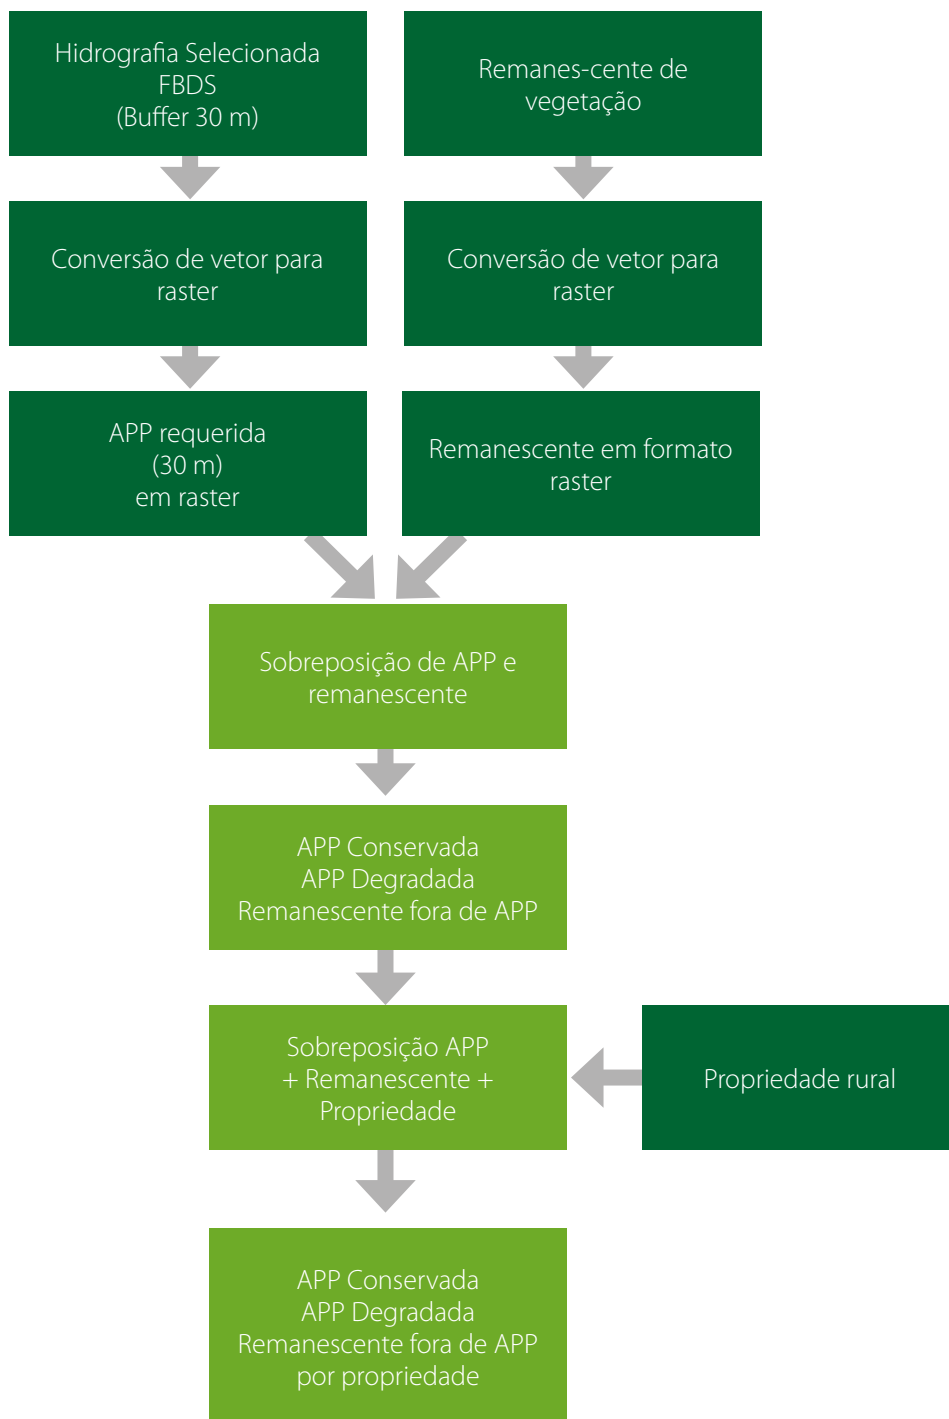 Hidrografia Selecionada
FBDS
(Buffer 30 m)
Remanes-cente de
vegetação
Conversão de vetor para
raster
Conversão de vetor para
raster
APP requerida
(30 m)
em raster
Remanescente em formato
raster
Sobreposição de APP e
remanescente
APP Conservada
APP Degradada
Remanescente fora de APP
Sobreposição APP
+ Remanescente +
Propriedade
Propriedade rural
APP Conservada
APP Degradada
Remanescente fora de APP
por propriedade